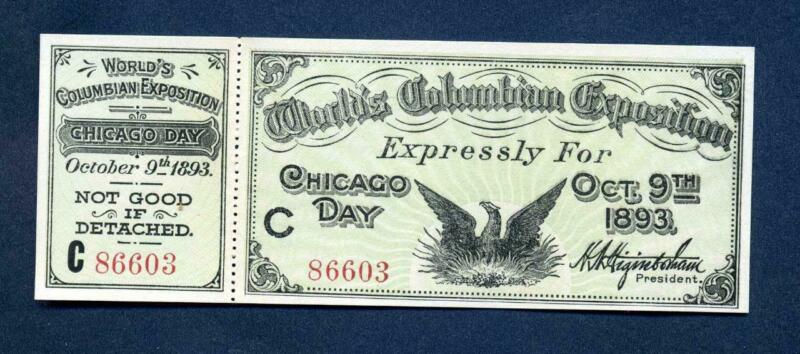 World's
Columbian Exposition
Chicago Day
October 9th 1893.
NOT GOOD
IF
DETACHED.
C 86603
World's Columbian Exposition
Expressly For
Chicago Day
C
86603
Oct. 9TH
1893.
H.N. Higinbotham
President.